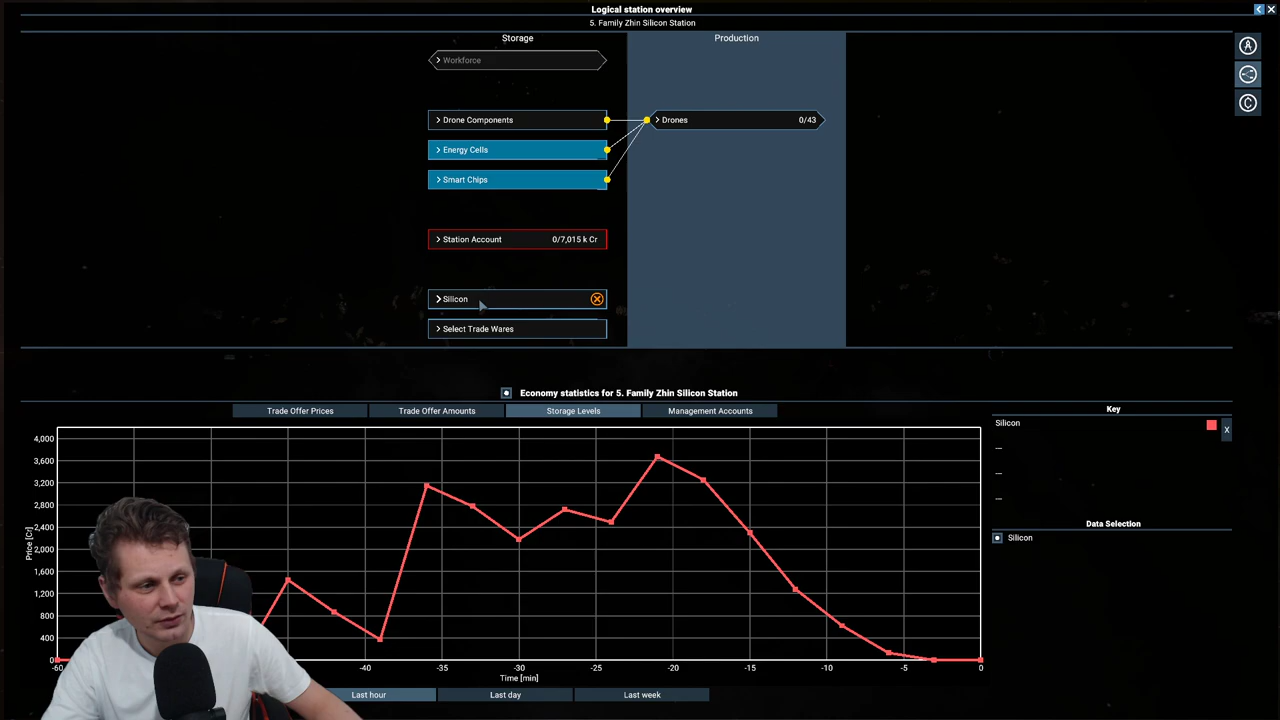 Logical station overview
5. Family Zhin Silicon Station
Storage
Production
Workforce
Drone Components
Drones 0/43
Energy Cells
Smart Chips
Station Account 0/7,015 k Cr
Silicon
Select Trade Wares
Economy statistics for 5. Family Zhin Silicon Station
Trade Offer Prices
Trade Offer Amounts
Storage Levels
Management Accounts
Key
Silicon
X
Data Selection
Silicon
Price [Cr]
4,000
3,600
3,200
2,800
2,400
2,000
1,600
1,200
800
400
0
-60
-40
-35
-30
-25
-20
-15
-10
-5
0
Time [min]
Last hour
Last day
Last week